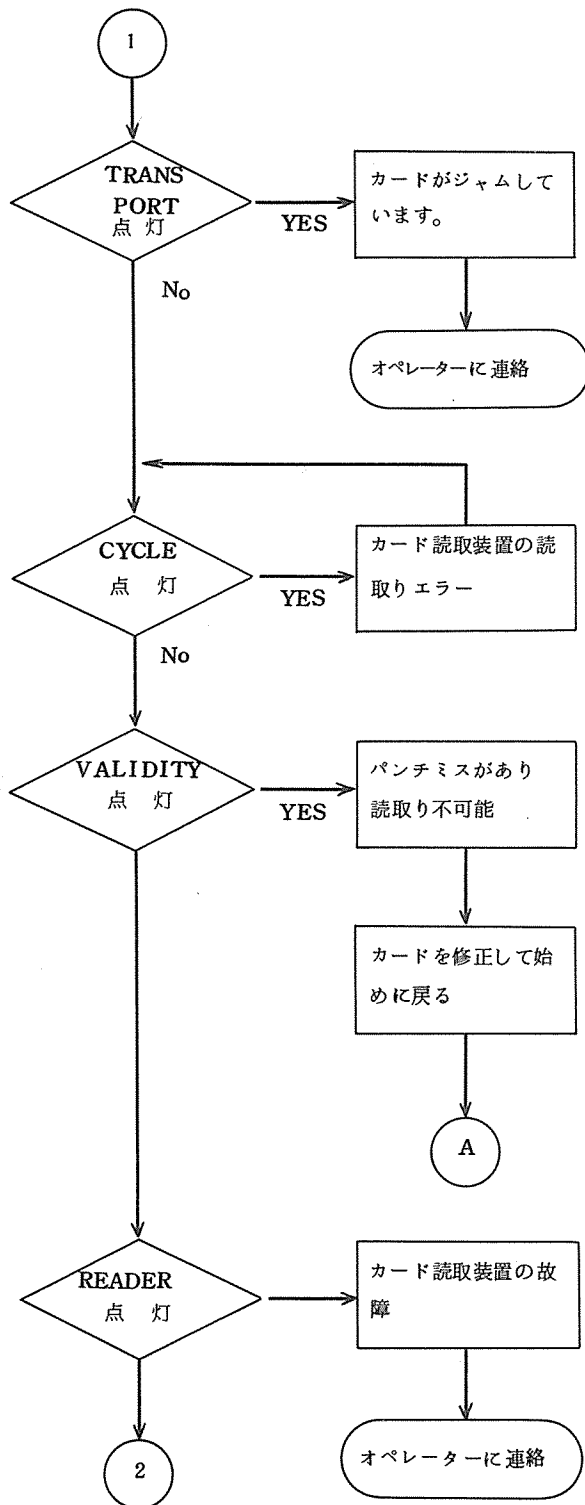 1
TRANS
PORT
点灯
YES
No
カードがジャムして
います。
オペレーターに連絡
CYCLE
点 灯
YES
No
カード読取装置の読
取りエラー
VALIDITY
点 灯
YES
パンチミスがあり
読取り不可能
カードを修正して始
めに戻る
A
READER
点 灯
カード読取装置の故
障
オペレーターに連絡
2